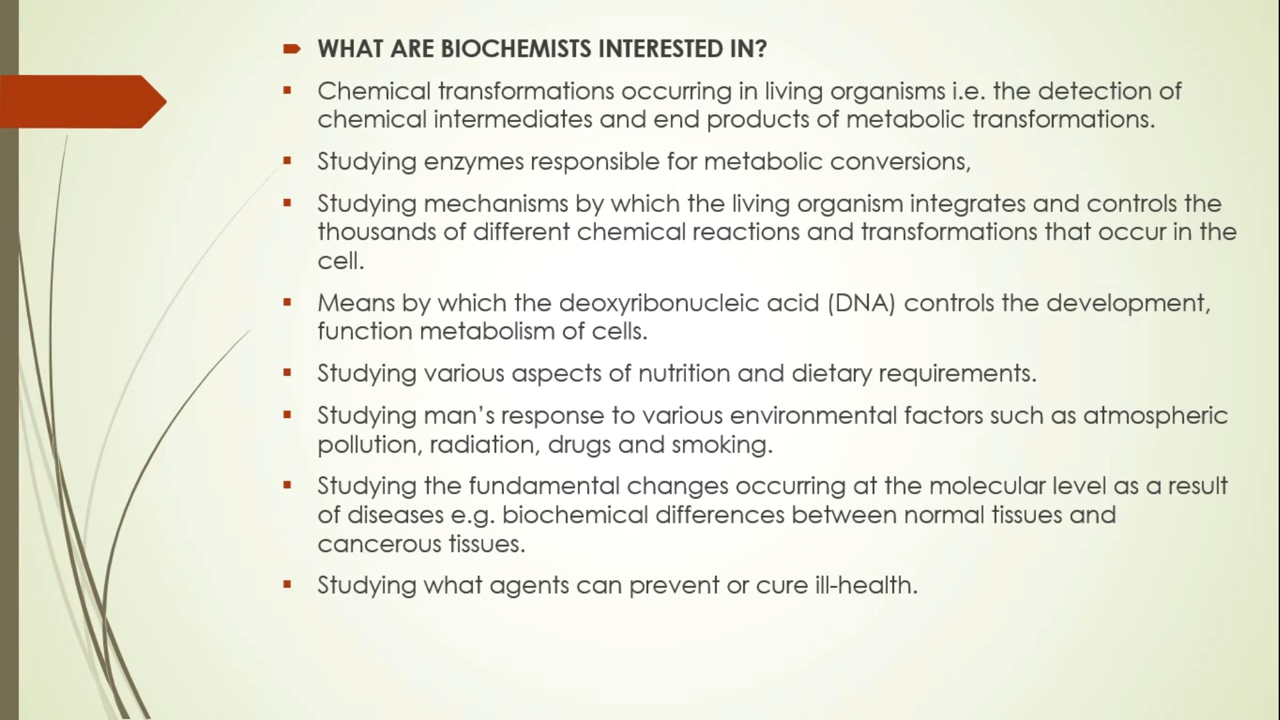 WHAT ARE BIOCHEMISTS INTERESTED IN?
Chemical transformations occurring in living organisms i.e. the detection of
chemical intermediates and end products of metabolic transformations.
Studying enzymes responsible for metabolic conversions,
Studying mechanisms by which the living organism integrates and controls the
thousands of different chemical reactions and transformations that occur in the
cell.
Means by which the deoxyribonucleic acid (DNA) controls the development,
function metabolism of cells.
Studying various aspects of nutrition and dietary requirements.
Studying man’s response to various environmental factors such as atmospheric
pollution, radiation, drugs and smoking.
Studying the fundamental changes occurring at the molecular level as a result
of diseases e.g. biochemical differences between normal tissues and
cancerous tissues.
Studying what agents can prevent or cure ill-health.